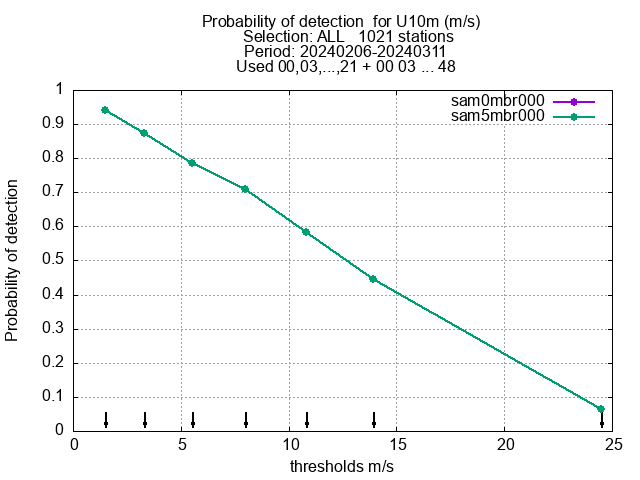 Probability of detection  for U10m (m/s)
Selection: ALL   1021 stations
Period: 20240206-20240311
Used 00,03,...,21 + 00 03 ... 48
sam0mbr000
sam5mbr000
Probability of detection
1
0.9
0.8
0.7
0.6
0.5
0.4
0.3
0.2
0.1
0
0 5 10 15 20 25
thresholds m/s